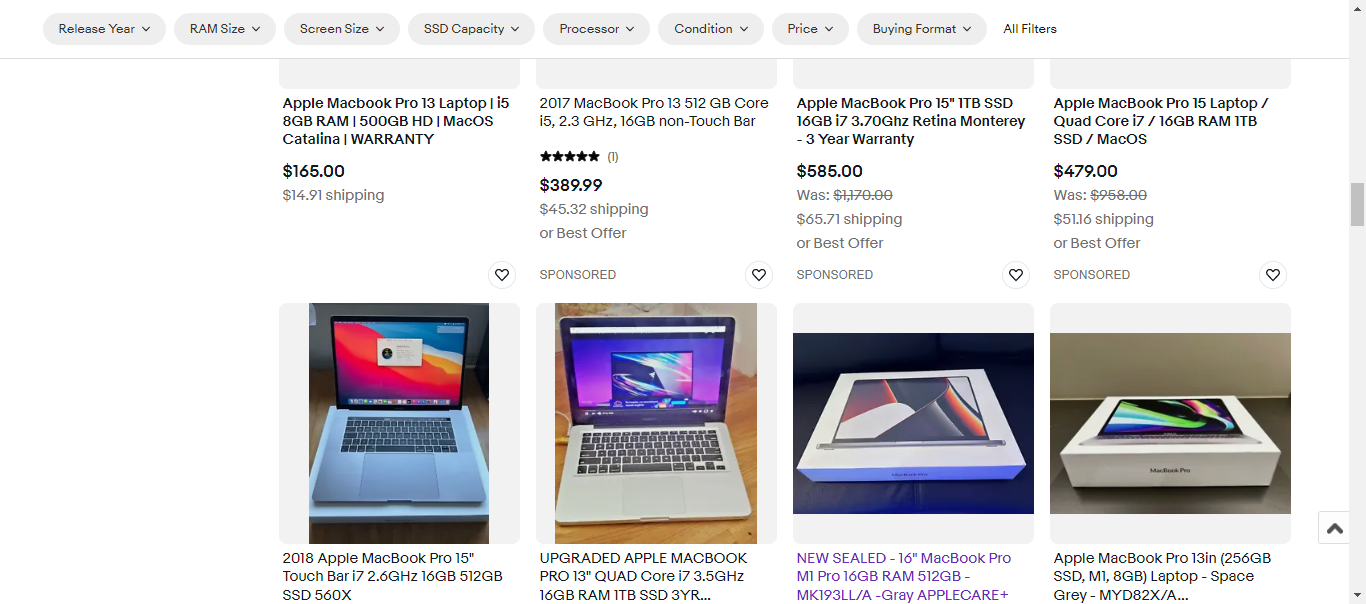 Release Year
RAM Size
Screen Size
SSD Capacity
Processor
Condition
Price
Buying Format
All Filters
Apple Macbook Pro 13 Laptop | i5
8GB RAM | 500GB HD | MacOS
Catalina | WARRANTY
$165.00
$14.91 shipping
2017 MacBook Pro 13 512 GB Core
i5, 2.3 GHz, 16GB non-Touch Bar
(1)
$389.99
$45.32 shipping
or Best Offer
SPONSORED
Apple MacBook Pro 15" 1TB SSD
16GB i7 3.70Ghz Retina Monterey
- 3 Year Warranty
$585.00
Was: $1,170.00
$65.71 shipping
or Best Offer
SPONSORED
Apple MacBook Pro 15 Laptop /
Quad Core i7 / 16GB RAM 1TB
SSD / MacOS
$479.00
Was: $958.00
$51.16 shipping
or Best Offer
SPONSORED
2018 Apple MacBook Pro 15"
Touch Bar i7 2.6GHz 16GB 512GB
SSD 560X
UPGRADED APPLE MACBOOK
PRO 13" QUAD Core i7 3.5GHz
16GB RAM 1TB SSD 3YR...
NEW SEALED - 16" MacBook Pro
M1 Pro 16GB RAM 512GB -
MK193LL/A -Gray APPLECARE+
MacBook Pro
Apple MacBook Pro 13in (256GB
SSD, M1, 8GB) Laptop - Space
Grey - MYD82X/A...